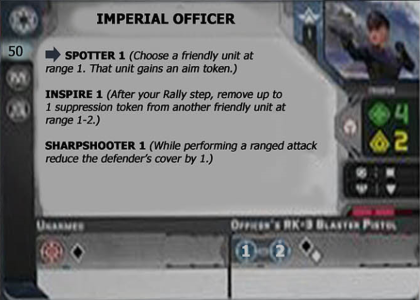 IMPERIAL OFFICER
50
SPOTTER 1 (Choose a friendly unit at
range 1. That unit gains an aim token.)
INSPIRE 1 (After your Rally step, remove up to
1 suppression token from another friendly unit at
range 1-2.)
SHARPSHOOTER 1 (While performing a ranged attack
reduce the defender's cover by 1.)
TROOPER
4
2
UNARMED
OFFICER'S RK-3 BLASTER PISTOL
1 2